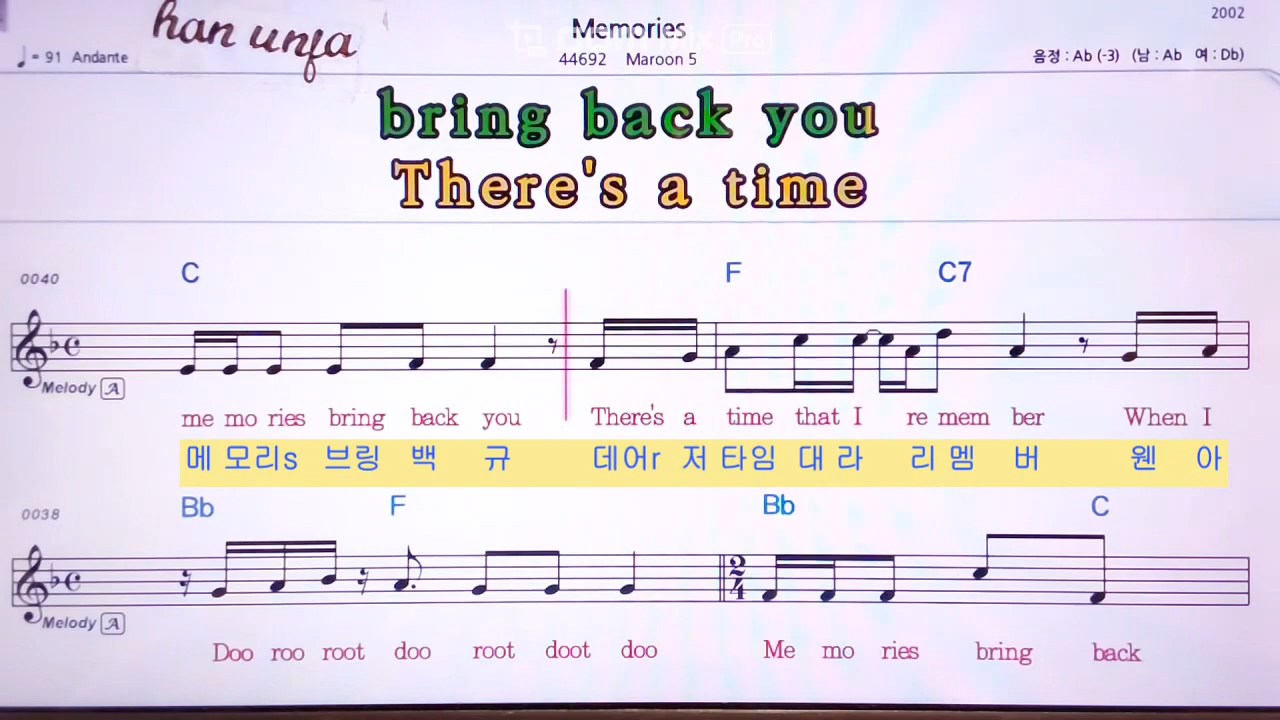 han unja
Memories
2002
♩= 91 Andante
44692 Maroon 5
음정 : Ab (-3) (남 : Ab 여 : Db)
bring back you
There's a time
0040
C F C7
Melody A
me mo ries bring back you There's a time that I re mem ber When I
메 모리s 브링 백 규 데어r 저 타임 대 라 리 멤 버 웬 아
0038
Bb F Bb C
2
4
Melody A
Doo roo root doo root doot doo Me mo ries bring back